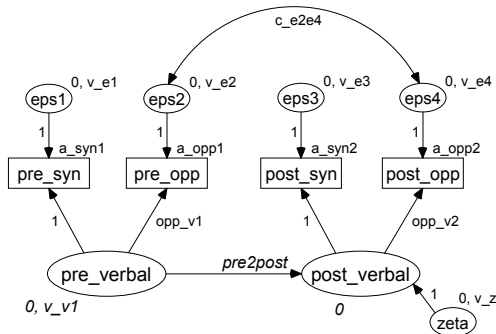 c_e2e4
0, v_e1
0, v_e2
0, v_e3
0, v_e4
eps1
eps2
eps3
eps4
1
1
1
1
a_syn1
a_opp1
a_syn2
a_opp2
pre_syn
pre_opp
post_syn
post_opp
1
opp_v1
1
opp_v2
pre_verbal
pre2post
post_verbal
0, v_v1
0
1
0, v_z
zeta